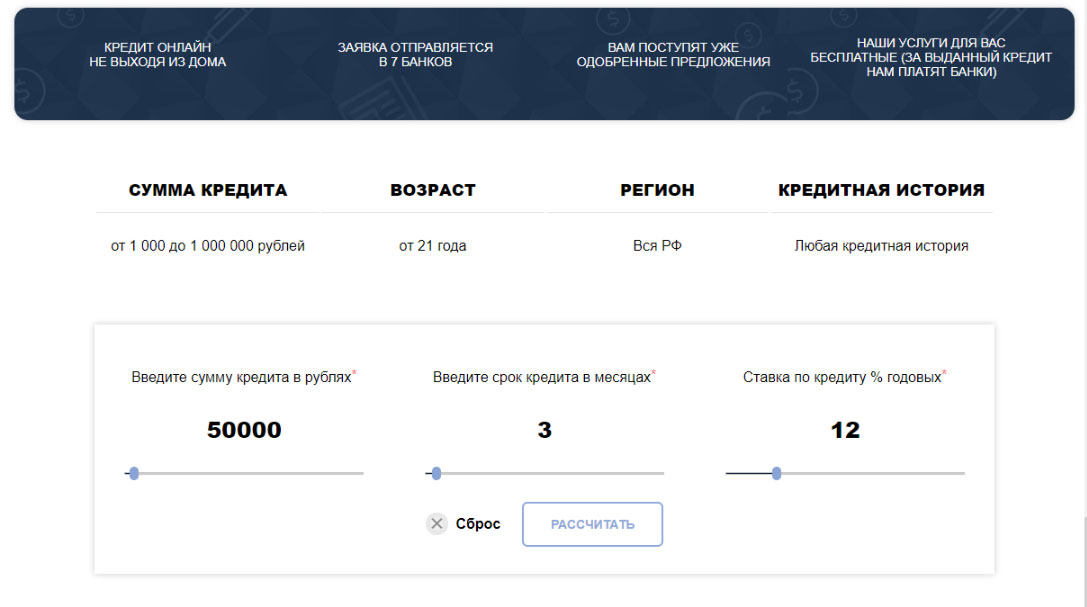 КРЕДИТ ОНЛАЙН
НЕ ВЫХОДЯ ИЗ ДОМА
ЗАЯВКА ОТПРАВЛЯЕТСЯ
В 7 БАНКОВ
ВАМ ПОСТУПЯТ УЖЕ
ОДОБРЕННЫЕ ПРЕДЛОЖЕНИЯ
НАШИ УСЛУГИ ДЛЯ ВАС
БЕСПЛАТНЫЕ (ЗА ВЫДАННЫЙ КРЕДИТ
НАМ ПЛАТЯТ БАНКИ)
СУММА КРЕДИТА
ВОЗРАСТ
РЕГИОН
КРЕДИТНАЯ ИСТОРИЯ
от 1 000 до 1 000 000 рублей
от 21 года
Вся РФ
Любая кредитная история
Введите сумму кредита в рублях*
Введите срок кредита в месяцах*
Ставка по кредиту % годовых*
50000
3
12
Сброс
РАССЧИТАТЬ